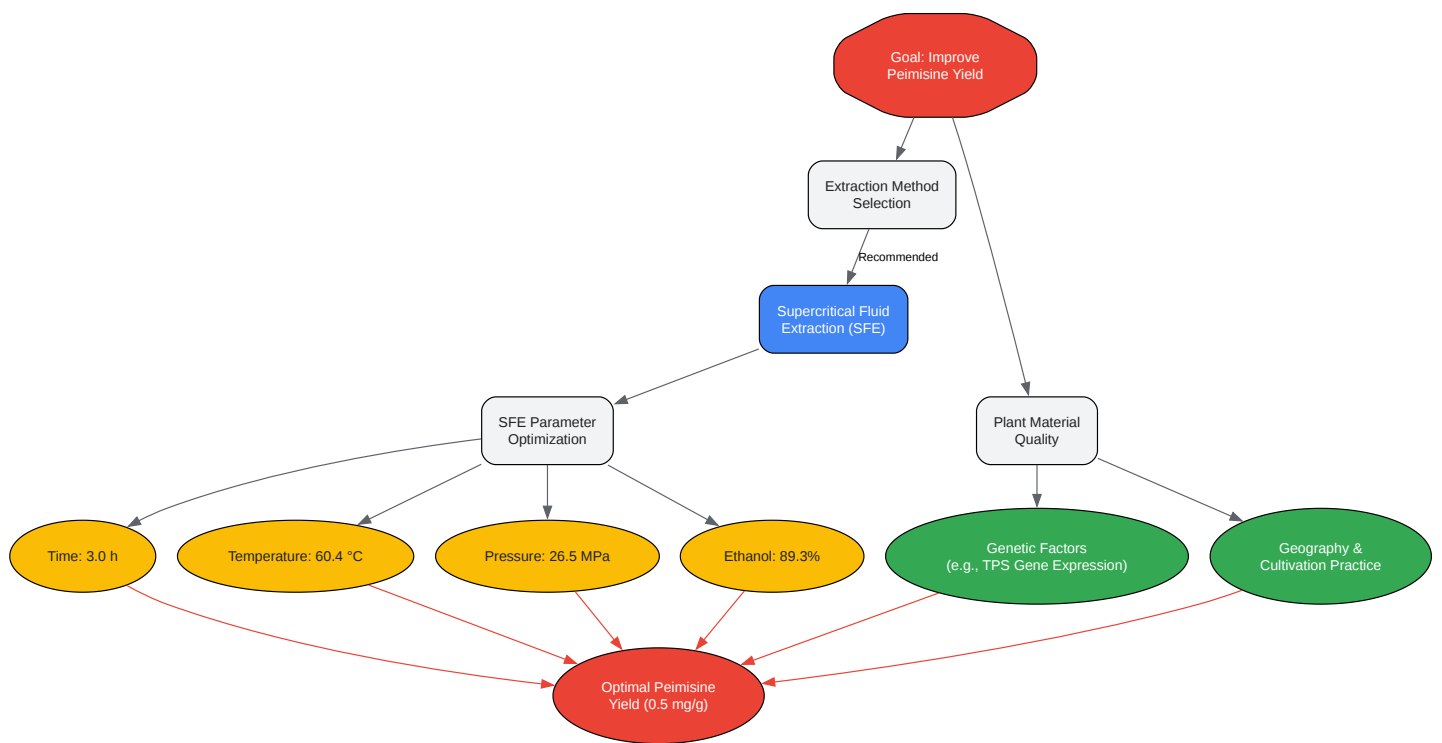 Goal: Improve
Peimisine Yield
Extraction Method
Selection
Recommended
Supercritical Fluid
Extraction (SFE)
SFE Parameter
Optimization
Plant Material
Quality
Time: 3.0 h
Temperature: 60.4 °C
Pressure: 26.5 MPa
Ethanol: 89.3%
Genetic Factors
(e.g., TPS Gene Expression)
Geography &
Cultivation Practice
Optimal Peimisine
Yield (0.5 mg/g)